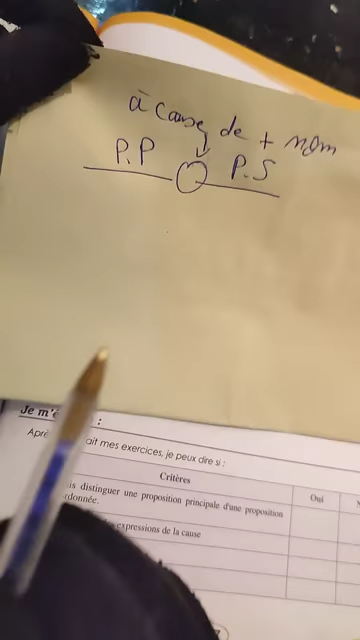 à cause de + nom
P.P P.S
Je m'é :
Aprè ait mes exercices, je peux dire si :
Critères Oui
is distinguer une proposition principale d'une proposition
rdonnée.
expressions de la cause